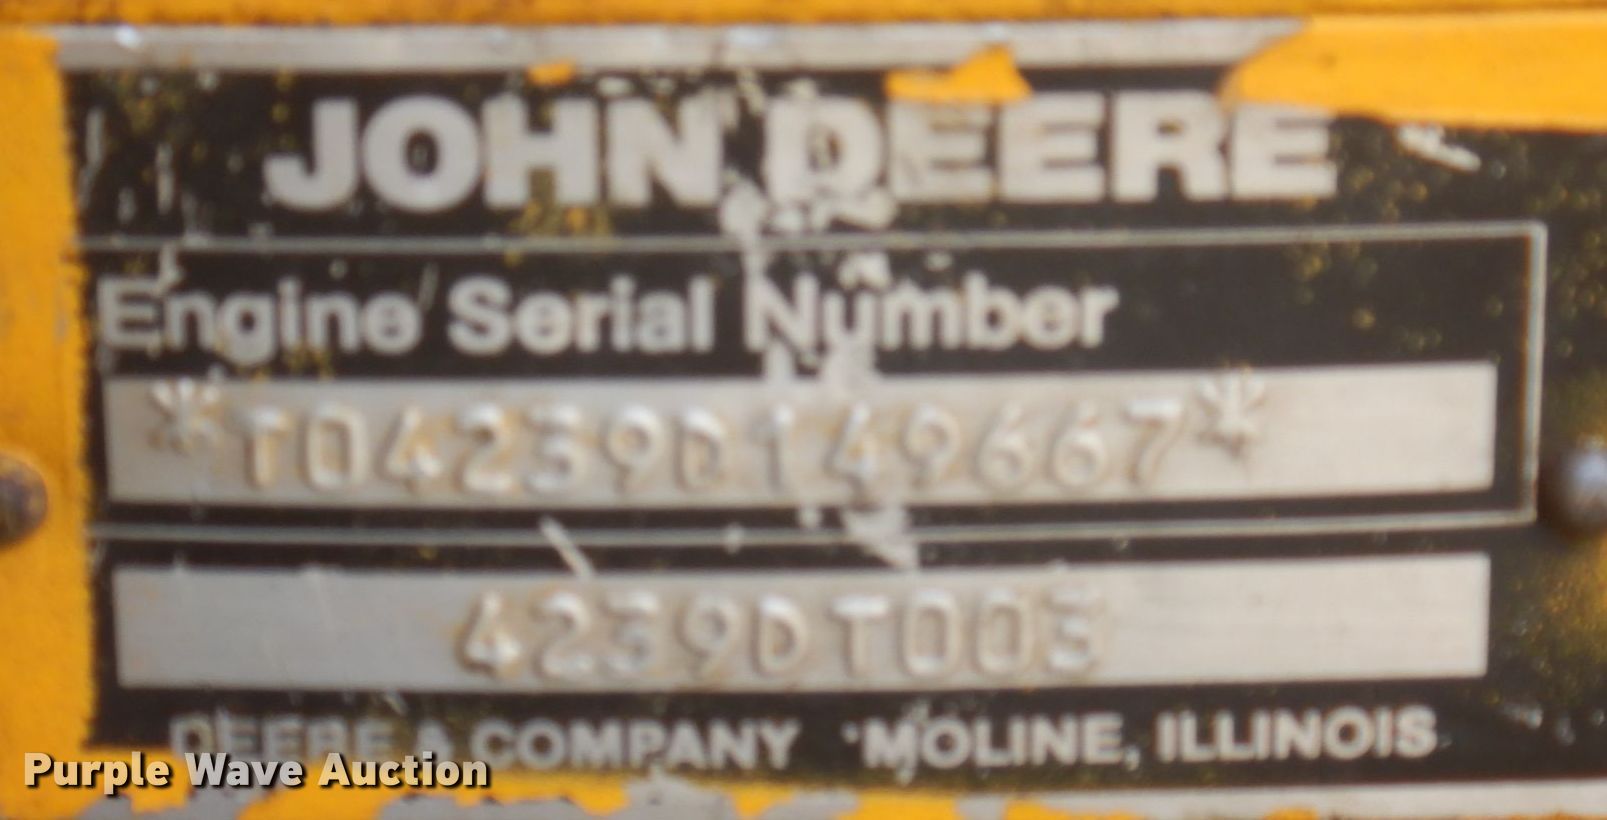 JOHN DEERE
Engine Serial Number
*T04239D149667*
4239DT003
DEERE & COMPANY MOLINE, ILLINOIS
Purple Wave Auction